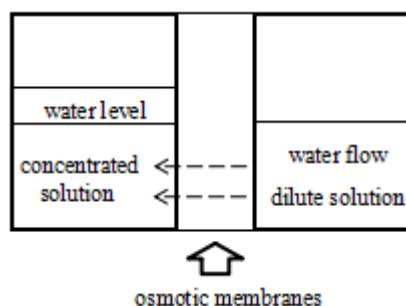 water level
concentrated
solution
water flow
dilute solution
osmotic membranes